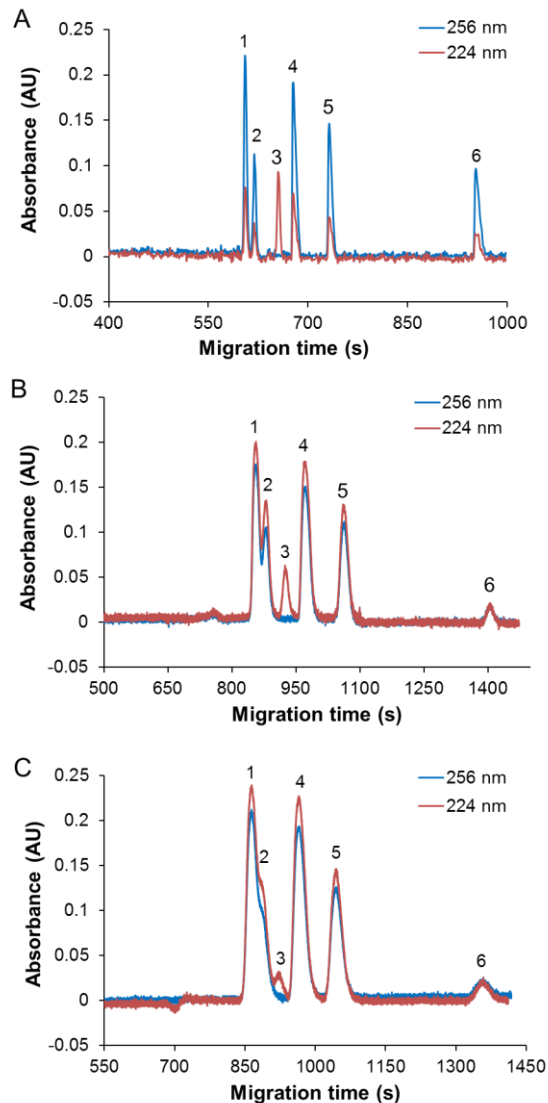 A
256 nm
224 nm
0.25
0.2
0.15
0.1
0.05
0
-0.05
1
2
3
4
5
6
400 550 700 850 1000
Absorbance (AU)
Migration time (s)
B
256 nm
224 nm
0.25
0.2
0.15
0.1
0.05
0
-0.05
1
2
3
4
5
6
500 650 800 950 1100 1250 1400
Absorbance (AU)
Migration time (s)
C
256 nm
224 nm
0.25
0.2
0.15
0.1
0.05
0
-0.05
1
2
3
4
5
6
550 700 850 1000 1150 1300 1450
Absorbance (AU)
Migration time (s)